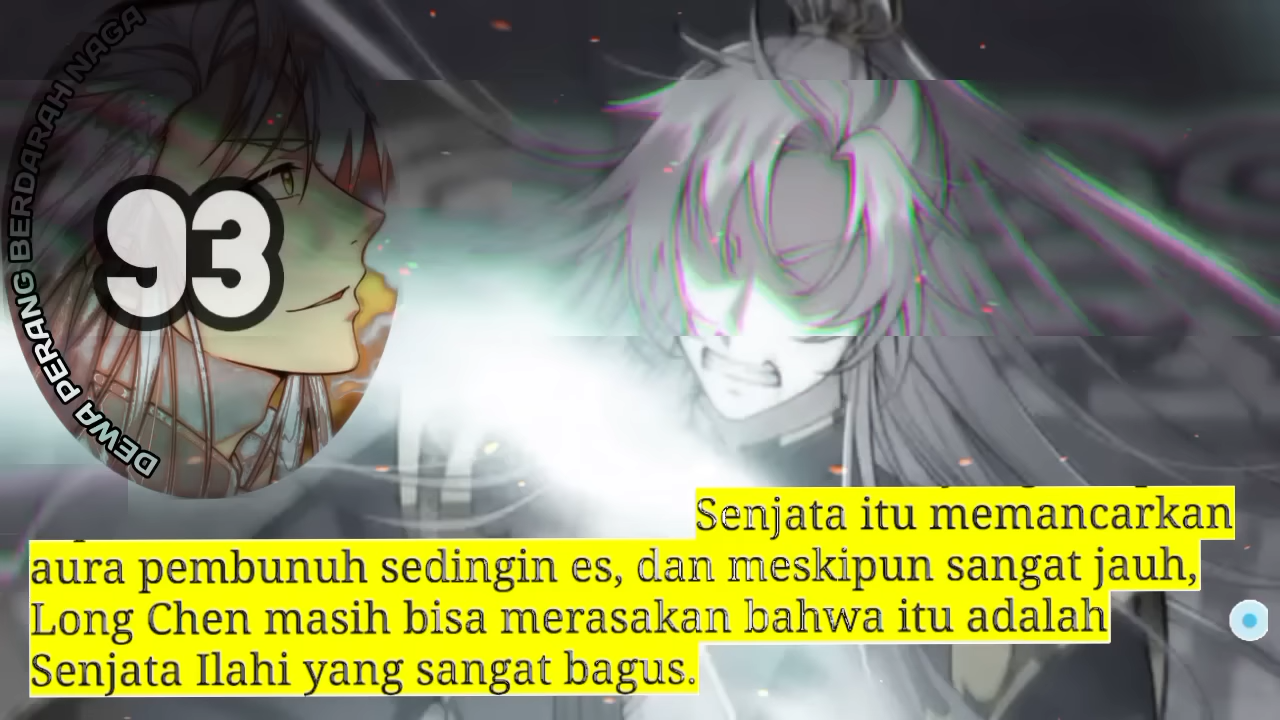 DEWA PERANG BERDARAH NAGA
93
Senjata itu memancarkan
aura pembunuh sedingin es, dan meskipun sangat jauh,
Long Chen masih bisa merasakan bahwa itu adalah
Senjata Ilahi yang sangat bagus.